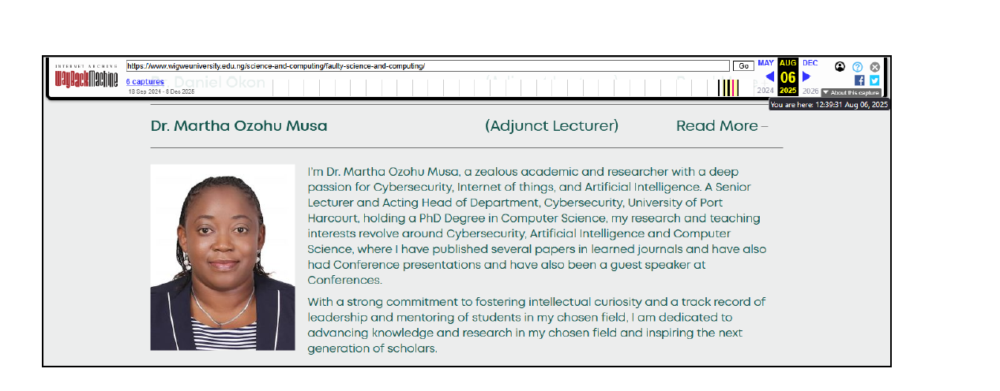 INTERNET ARCHIVE
WayBackMachine
https://www.wigweuniversity.edu.ng/science-and-computing/faulty-science-and-computing/
Go
MAY AUG DEC
6 captures
06
18 Sep 2024 - 8 Dec 2025
2024 2025 2026
About this capture
You are here: 12:39:31 Aug 06, 2025
Daniel Okon
Dr. Martha Ozohu Musa (Adjunct Lecturer) Read More –
I'm Dr. Martha Ozohu Musa, a zealous academic and researcher with a deep
passion for Cybersecurity, Internet of things, and Artificial Intelligence. A Senior
Lecturer and Acting Head of Department, Cybersecurity, University of Port
Harcourt, holding a PhD Degree in Computer Science, my research and teaching
interests revolve around Cybersecurity, Artificial Intelligence and Computer
Science, where I have published several papers in learned journals and have also
had Conference presentations and have also been a guest speaker at
Conferences.
With a strong commitment to fostering intellectual curiosity and a track record of
leadership and mentoring of students in my chosen field, I am dedicated to
advancing knowledge and research in my chosen field and inspiring the next
generation of scholars.